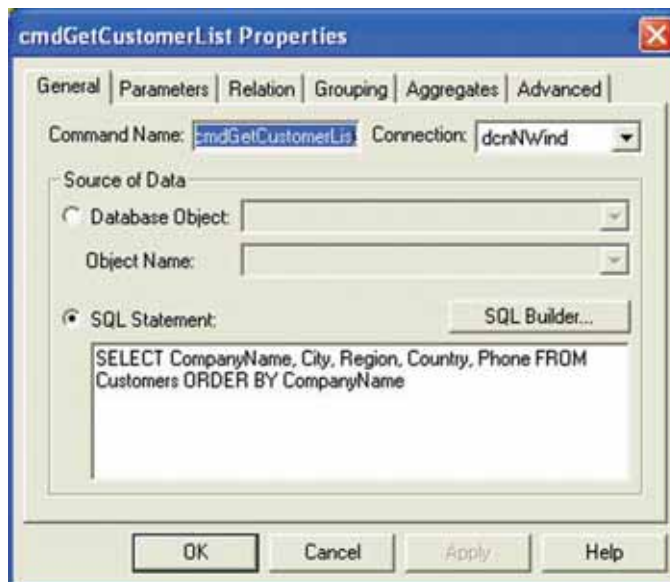 cmdGetCustomerList Properties
General Parameters Relation Grouping Aggregates Advanced
Command Name: cmdGetCustomerLis Connection: dcnNWind
Source of Data
Database Object:
Object Name:
SQL Statement: SQL Builder...
SELECT CompanyName, City, Region, Country, Phone FROM
Customers ORDER BY CompanyName
OK Cancel Apply Help